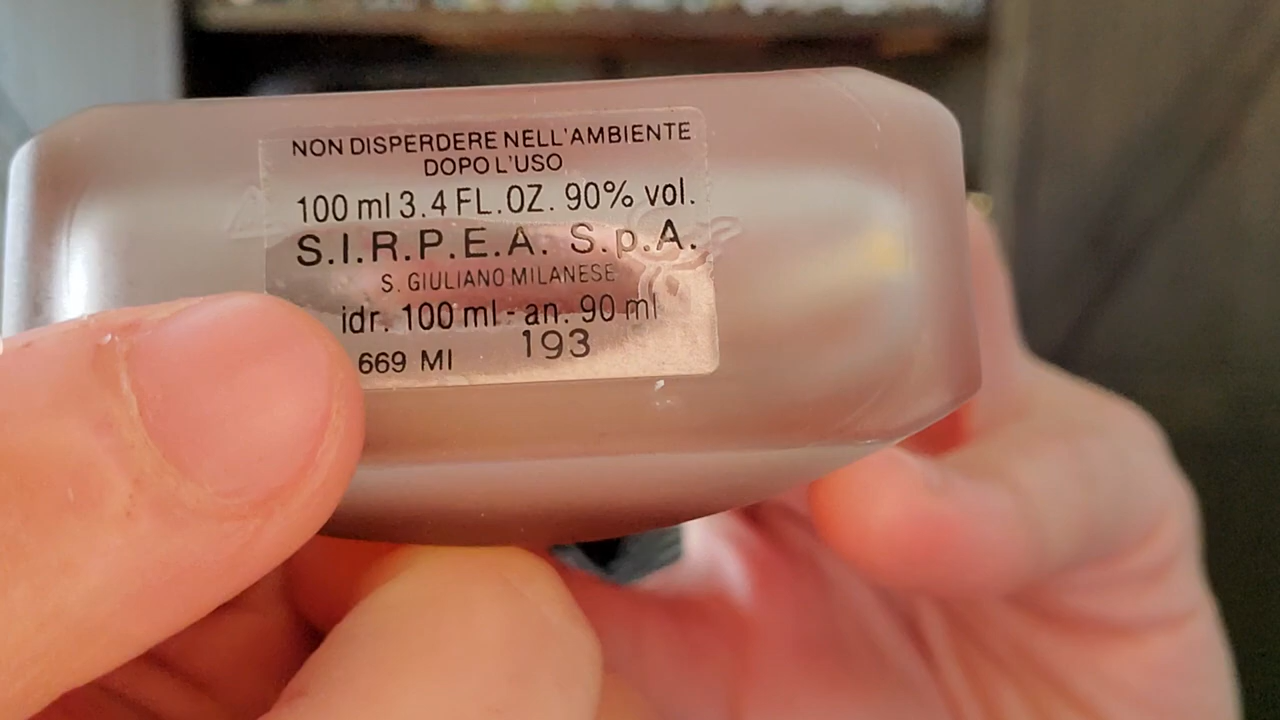 NON DISPERDERE NELL'AMBIENTE
DOPO L'USO
100 ml 3.4 FL.OZ. 90% vol.
S.I.R.P.E.A. S.p.A.
S. GIULIANO MILANESE
idr. 100 ml - an. 90 ml
669 MI 193